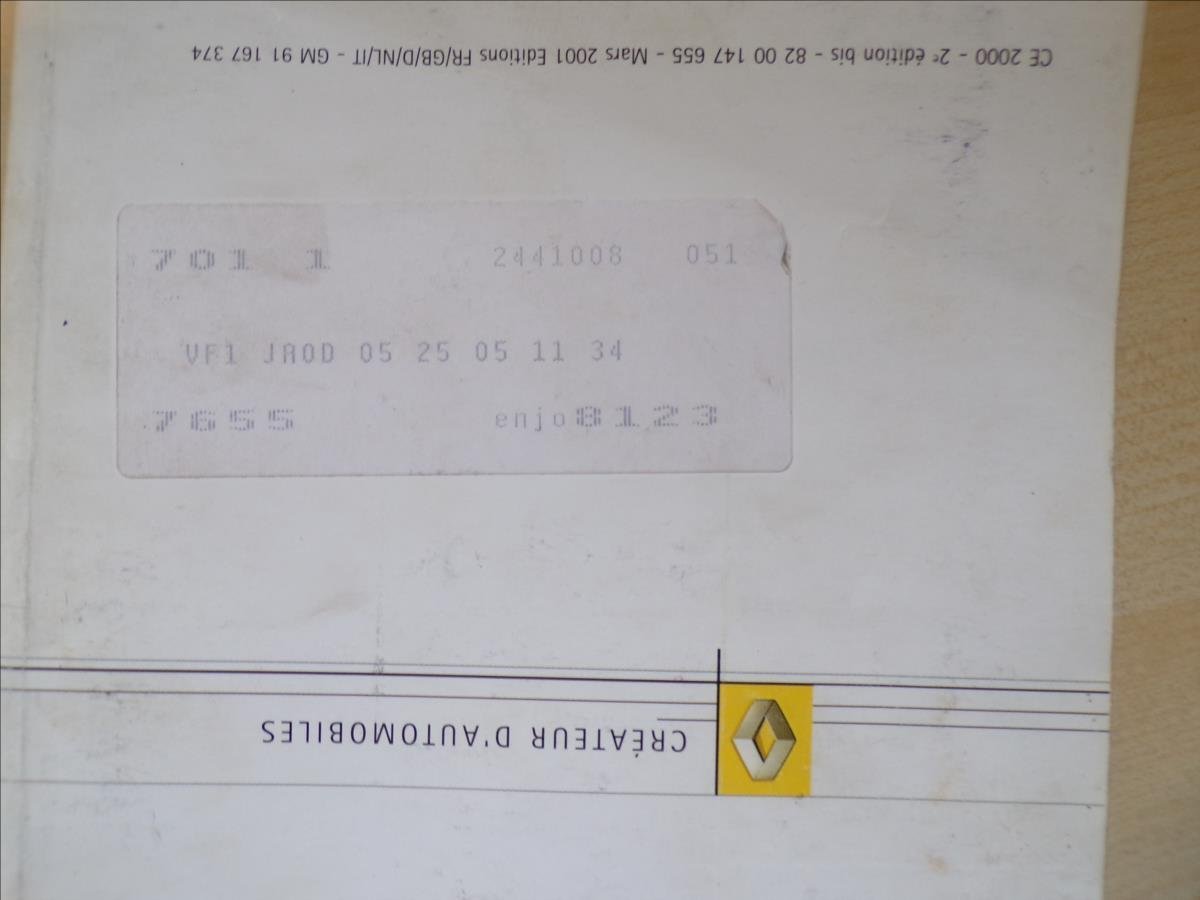 CE 2000 - 2e édition bis - 82 00 147 655 - Mars 2001 Editions FR/GB/D/NL/IT - GM 91 167 374
701 1 2441008 051
VF1 JA0D 05 25 05 11 34
7655 enjo8123
CRÉATEUR D'AUTOMOBILES